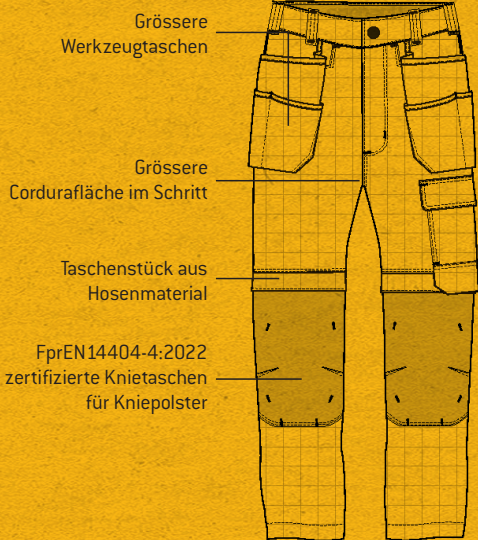 Grössere
Werkzeugtaschen
Grössere
Cordurafläche im Schritt
Taschenstück aus
Hosenmaterial
FprEN14404-4:2022
zertifizierte Knietaschen
für Kniepolster